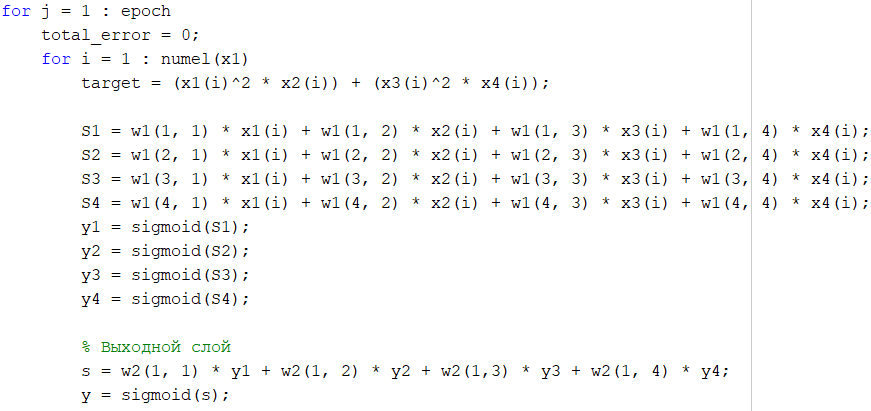 for j = 1 : epoch
    total_error = 0;
    for i = 1 : numel(x1)
        target = (x1(i)^2 * x2(i)) + (x3(i)^2 * x4(i));

        S1 = w1(1, 1) * x1(i) + w1(1, 2) * x2(i) + w1(1, 3) * x3(i) + w1(1, 4) * x4(i);
        S2 = w1(2, 1) * x1(i) + w1(2, 2) * x2(i) + w1(2, 3) * x3(i) + w1(2, 4) * x4(i);
        S3 = w1(3, 1) * x1(i) + w1(3, 2) * x2(i) + w1(3, 3) * x3(i) + w1(3, 4) * x4(i);
        S4 = w1(4, 1) * x1(i) + w1(4, 2) * x2(i) + w1(4, 3) * x3(i) + w1(4, 4) * x4(i);
        y1 = sigmoid(S1);
        y2 = sigmoid(S2);
        y3 = sigmoid(S3);
        y4 = sigmoid(S4);

        % Выходной слой
        s = w2(1, 1) * y1 + w2(1, 2) * y2 + w2(1,3) * y3 + w2(1, 4) * y4;
        y = sigmoid(s);